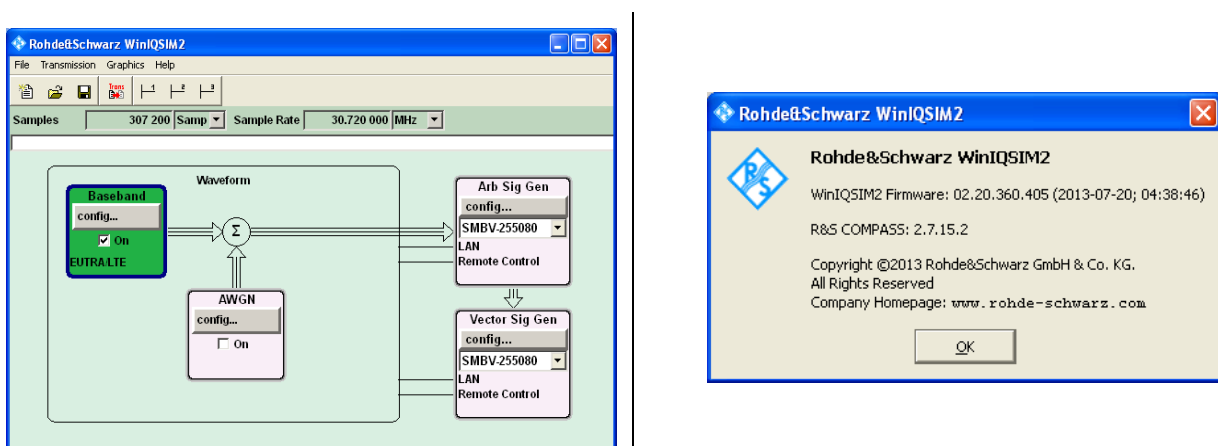 Rohde&Schwarz WinIQSIM2
File Transmission Graphics Help
Trans
1 2 3
Samples 307 200 Samp Sample Rate 30.720 000 MHz
Waveform
Baseband
config...
On
EUTRA/LTE
Σ
AWGN
config...
On
Arb Sig Gen
config...
SMBV-255080
LAN
Remote Control
Vector Sig Gen
config...
SMBV-255080
LAN
Remote Control
Rohde&Schwarz WinIQSIM2
R S
Rohde&Schwarz WinIQSIM2
WinIQSIM2 Firmware: 02.20.360.405 (2013-07-20; 04:38:46)
R&S COMPASS: 2.7.15.2
Copyright ©2013 Rohde&Schwarz GmbH & Co. KG.
All Rights Reserved
Company Homepage: www.rohde-schwarz.com
OK